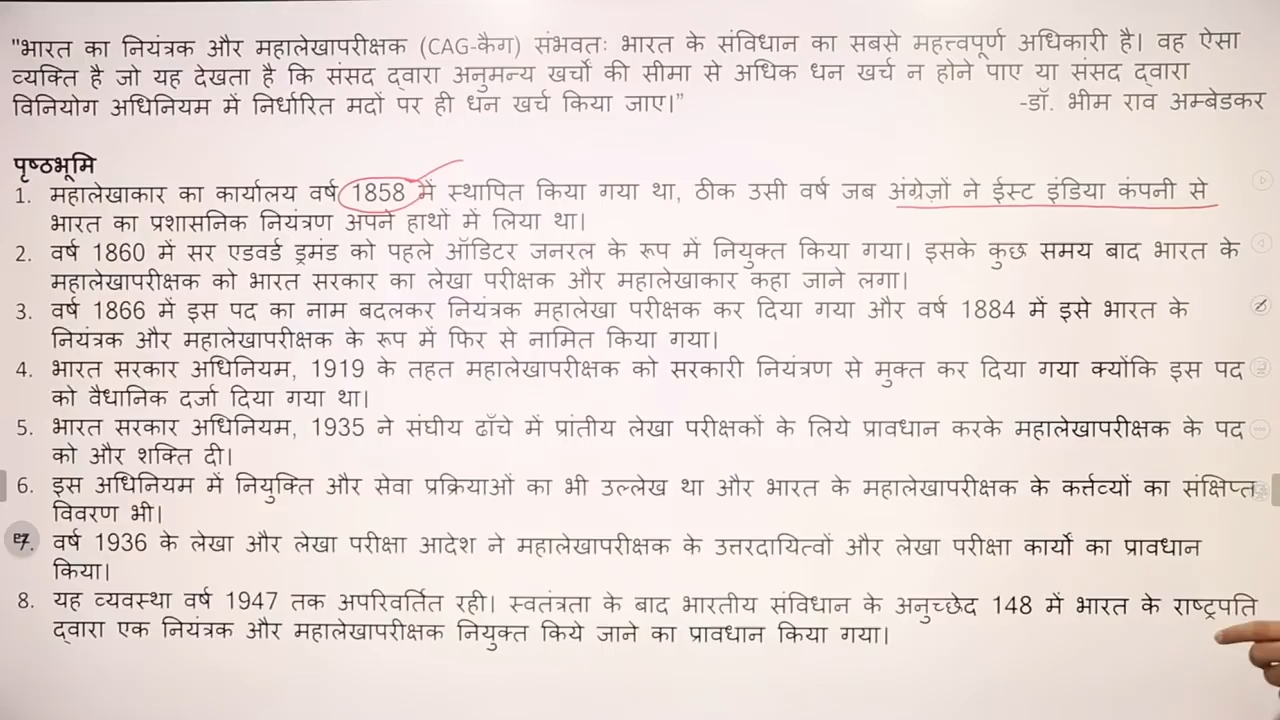 "भारत का नियंत्रक और महालेखापरीक्षक (CAG-कैग) संभवतः भारत के संविधान का सबसे महत्त्वपूर्ण अधिकारी है। वह ऐसा
व्यक्ति है जो यह देखता है कि संसद द्वारा अनुमन्य खर्चों की सीमा से अधिक धन खर्च न होने पाए या संसद द्वारा
विनियोग अधिनियम में निर्धारित मदों पर ही धन खर्च किया जाए।” -डॉ. भीम राव अम्बेडकर
पृष्ठभूमि
1. महालेखाकार का कार्यालय वर्ष 1858 में स्थापित किया गया था, ठीक उसी वर्ष जब अंग्रेज़ों ने ईस्ट इंडिया कंपनी से
भारत का प्रशासनिक नियंत्रण अपने हाथों में लिया था।
2. वर्ष 1860 में सर एडवर्ड ड्रमंड को पहले ऑडिटर जनरल के रूप में नियुक्त किया गया। इसके कुछ समय बाद भारत के
महालेखापरीक्षक को भारत सरकार का लेखा परीक्षक और महालेखाकार कहा जाने लगा।
3. वर्ष 1866 में इस पद का नाम बदलकर नियंत्रक महालेखा परीक्षक कर दिया गया और वर्ष 1884 में इसे भारत के
नियंत्रक और महालेखापरीक्षक के रूप में फिर से नामित किया गया।
4. भारत सरकार अधिनियम, 1919 के तहत महालेखापरीक्षक को सरकारी नियंत्रण से मुक्त कर दिया गया क्योंकि इस पद
को वैधानिक दर्जा दिया गया था।
5. भारत सरकार अधिनियम, 1935 ने संघीय ढाँचे में प्रांतीय लेखा परीक्षकों के लिये प्रावधान करके महालेखापरीक्षक के पद
को और शक्ति दी।
6. इस अधिनियम में नियुक्ति और सेवा प्रक्रियाओं का भी उल्लेख था और भारत के महालेखापरीक्षक के कर्त्तव्यों का संक्षिप्त
विवरण भी।
7. वर्ष 1936 के लेखा और लेखा परीक्षा आदेश ने महालेखापरीक्षक के उत्तरदायित्वों और लेखा परीक्षा कार्यों का प्रावधान
किया।
8. यह व्यवस्था वर्ष 1947 तक अपरिवर्तित रही। स्वतंत्रता के बाद भारतीय संविधान के अनुच्छेद 148 में भारत के राष्ट्रपति
द्वारा एक नियंत्रक और महालेखापरीक्षक नियुक्त किये जाने का प्रावधान किया गया।